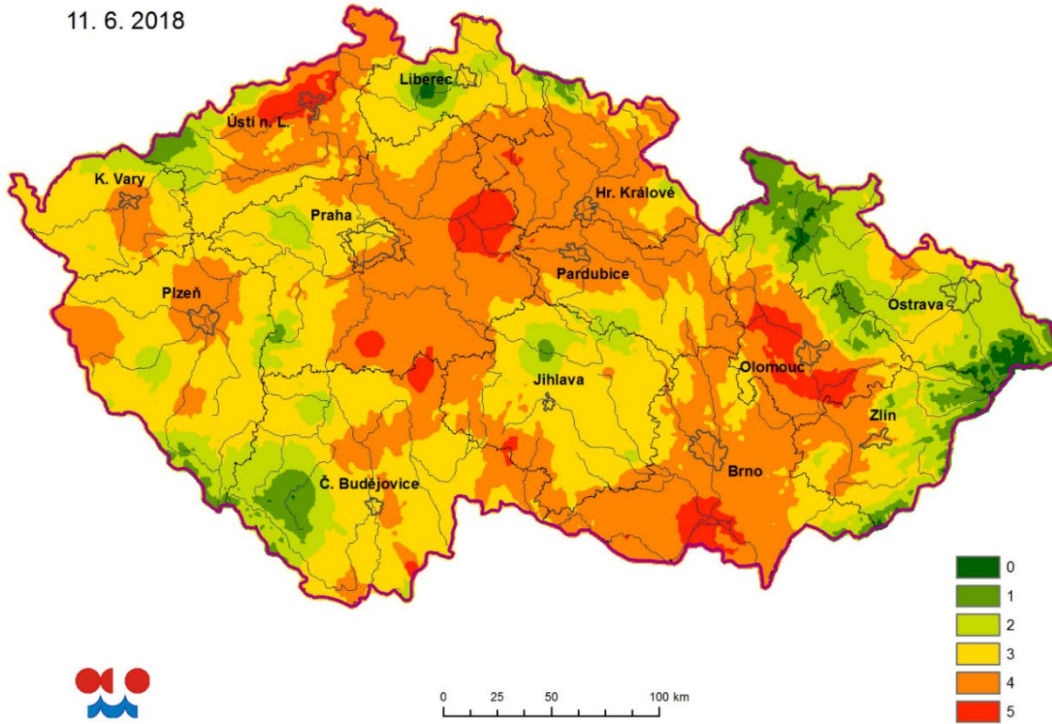 11. 6. 2018
Liberec
Ústí n. L.
K. Vary
Hr. Králové
Praha
Pardubice
Plzeň
Ostrava
Olomouc
Jihlava
Zlín
Brno
Č. Budějovice
0
1
2
3
4
5
0 25 50 100 km